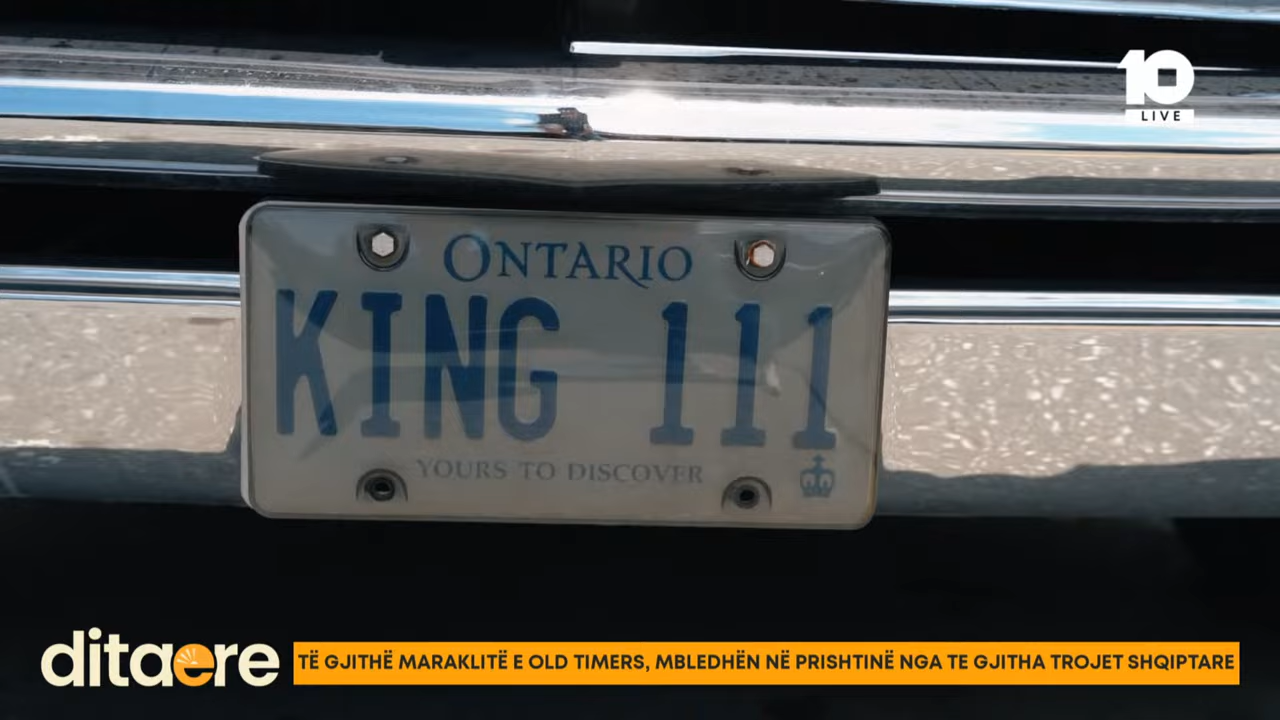 10
LIVE
ONTARIO
KING 111
YOURS TO DISCOVER
ditaere
TË GJITHË MARAKLITË E OLD TIMERS, MBLEDHËN NË PRISHTINË NGA TE GJITHA TROJET SHQIPTARE